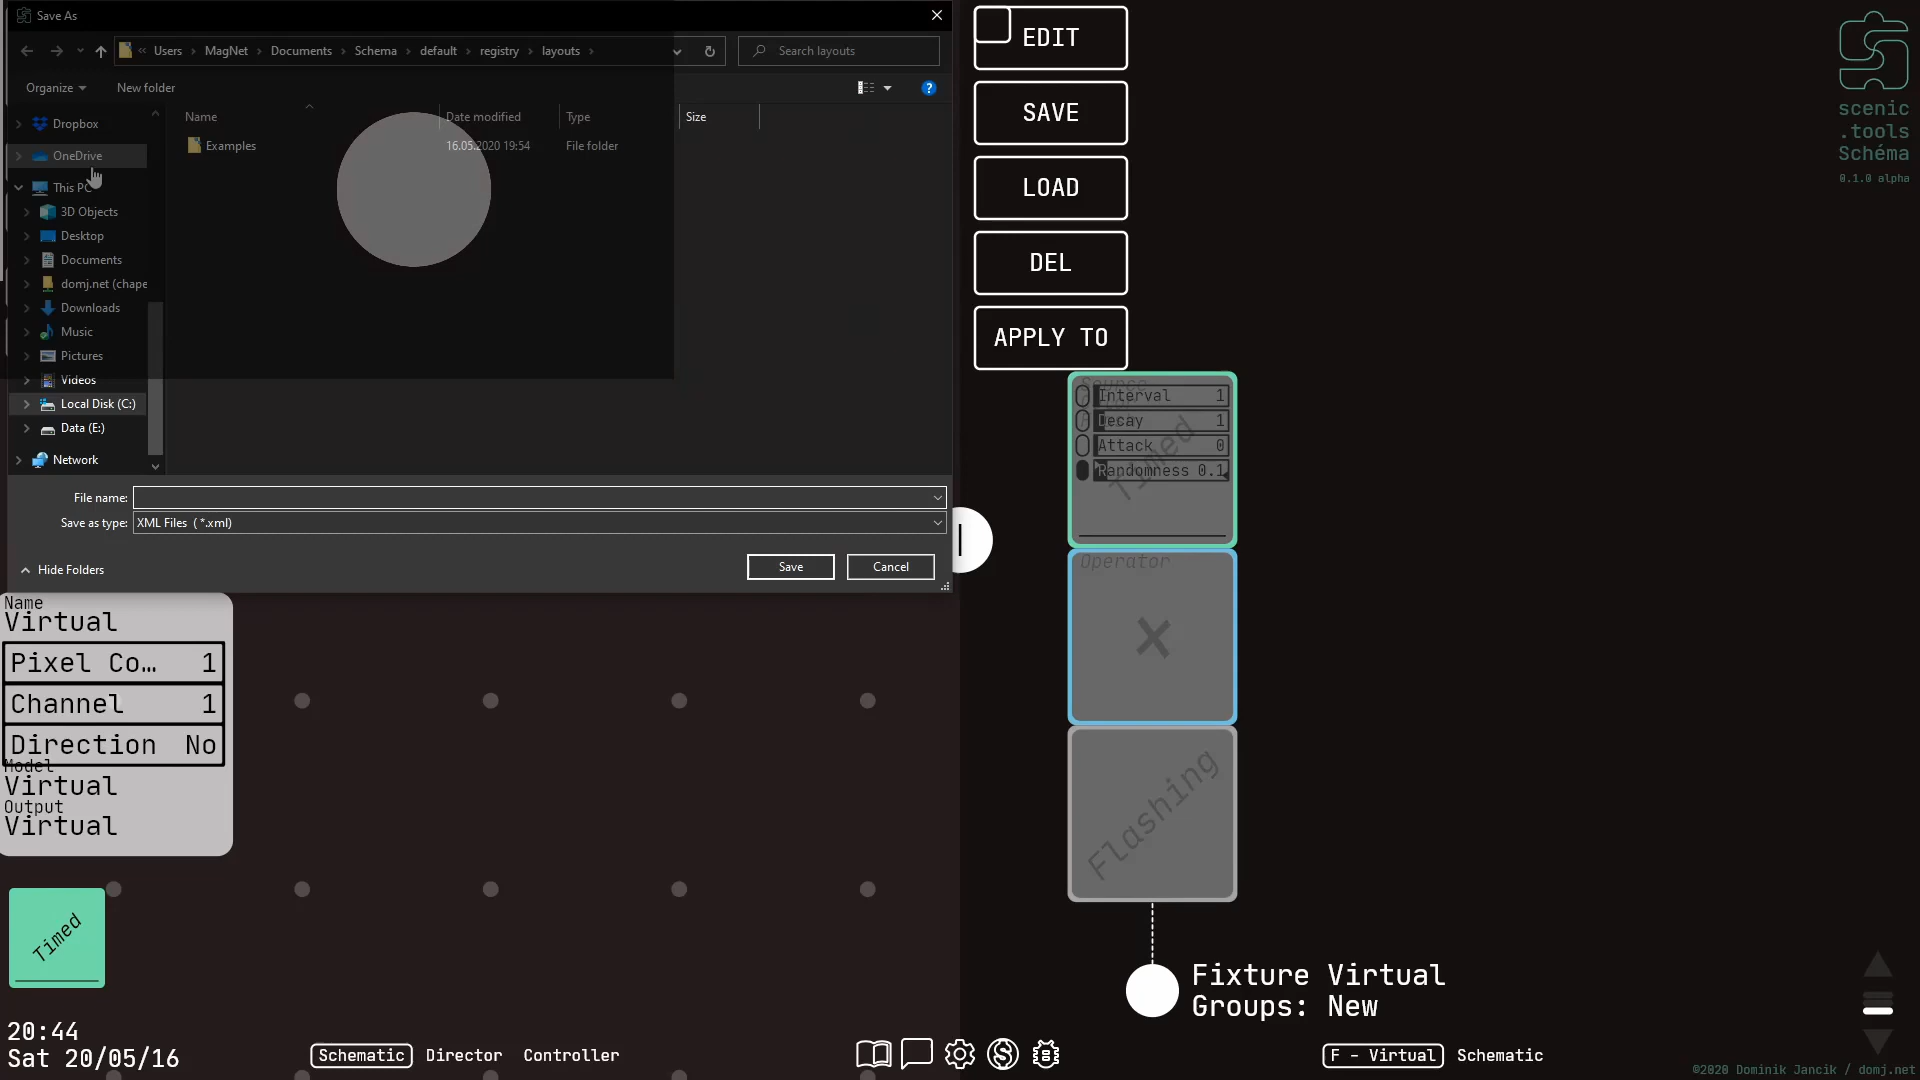 Save As
« Users > MagNet > Documents > Schema > default > registry > layouts >
Search layouts
Organize
New folder
Name
Date modified
Type
Size
Examples
16.05.2020 19:54
File folder
Dropbox
OneDrive
This PC
3D Objects
Desktop
Documents
domj.net (chape
Downloads
Music
Pictures
Videos
Local Disk (C:)
Data (E:)
Network
File name:
Save as type: XML Files ( *.xml)
Hide Folders
Save
Cancel
EDIT
SAVE
LOAD
DEL
APPLY TO
scenic
.tools
Schéma
0.1.0 alpha
Source
Interval 1
Decay 1
Attack 0
Randomness 0.1
Timed
Operator
Flashing
Fixture Virtual
Groups: New
Name
Virtual
Pixel Co… 1
Channel 1
Direction No
Model
Virtual
Output
Virtual
Timed
20:44
Sat 20/05/16
Schematic Director Controller
F - Virtual Schematic
©2020 Dominik Jancik / domj.net